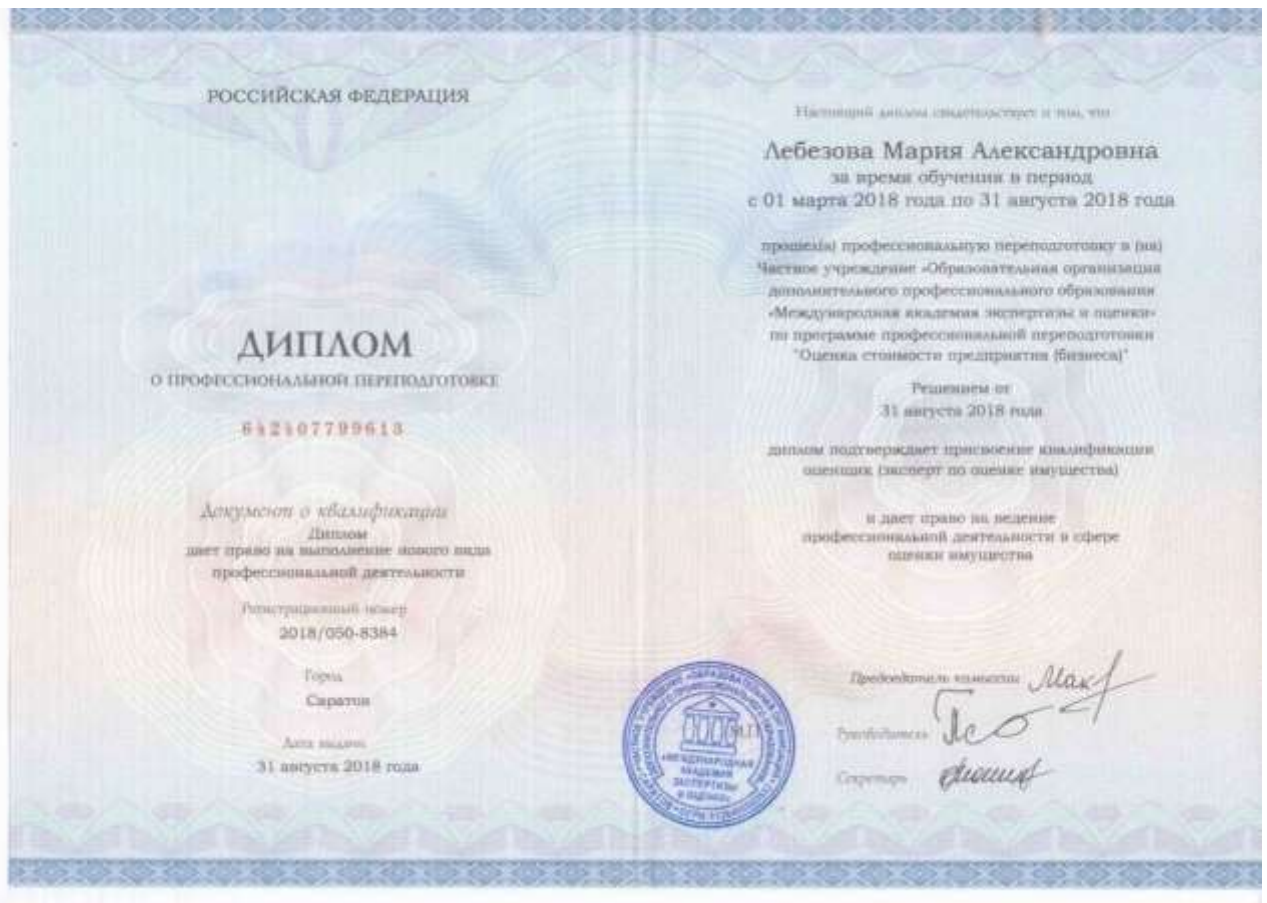 РОССИЙСКАЯ ФЕДЕРАЦИЯ
ДИПЛОМ
О ПРОФЕССИОНАЛЬНОЙ ПЕРЕПОДГОТОВКЕ
642407799613
Документ о квалификации
Диплом
дает право на выполнение нового вида
профессиональной деятельности
Регистрационный номер
2018/050-8384
Город
Саратов
Дата выдачи
31 августа 2018 года
Настоящий диплом свидетельствует о том, что
Лебезова Мария Александровна
за время обучения в период
с 01 марта 2018 года по 31 августа 2018 года
прошел(а) профессиональную переподготовку в (на)
Частное учреждение «Образовательная организация
дополнительного профессионального образования
«Международная академия экспертизы и оценки»
по программе профессиональной переподготовки
"Оценка стоимости предприятия (бизнеса)"
Решением от
31 августа 2018 года
диплом подтверждает присвоение квалификации
оценщик (эксперт по оценке имущества)
и дает право на ведение
профессиональной деятельности в сфере
оценки имущества
Председатель комиссии
Руководитель
М.П.
Секретарь
«МЕЖДУНАРОДНАЯ
АКАДЕМИЯ
ЭКСПЕРТИЗЫ
И ОЦЕНКИ»